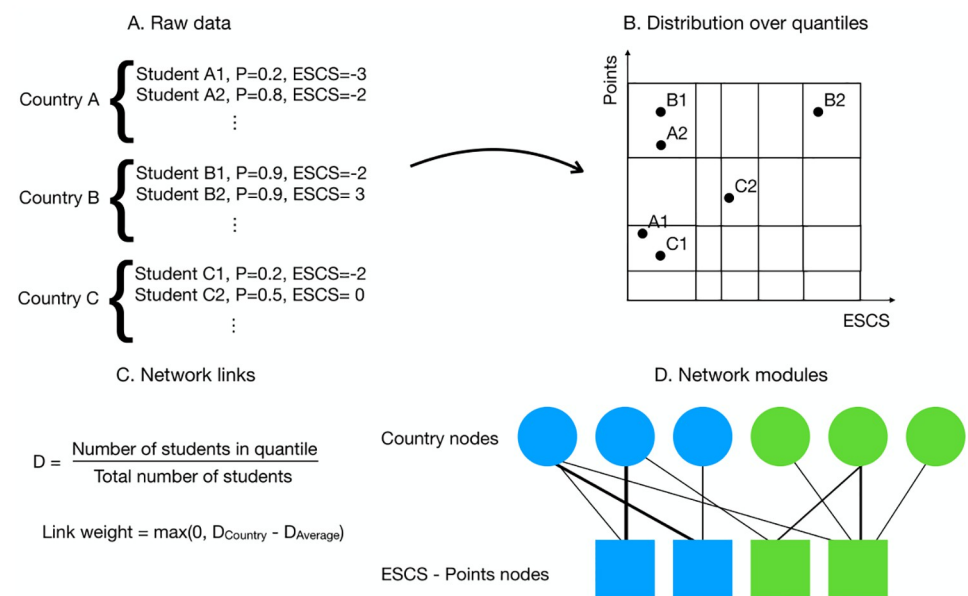 A. Raw data
Country A
Student A1, P=0.2, ESCS=-3
Student A2, P=0.8, ESCS=-2
⋮
Country B
Student B1, P=0.9, ESCS=-2
Student B2, P=0.9, ESCS= 3
⋮
Country C
Student C1, P=0.2, ESCS=-2
Student C2, P=0.5, ESCS= 0
⋮
B. Distribution over quantiles
Points
B1
B2
A2
C2
A1
C1
ESCS
C. Network links
D = Number of students in quantile
Total number of students
Link weight = max(0, DCountry - DAverage)
D. Network modules
Country nodes
ESCS - Points nodes